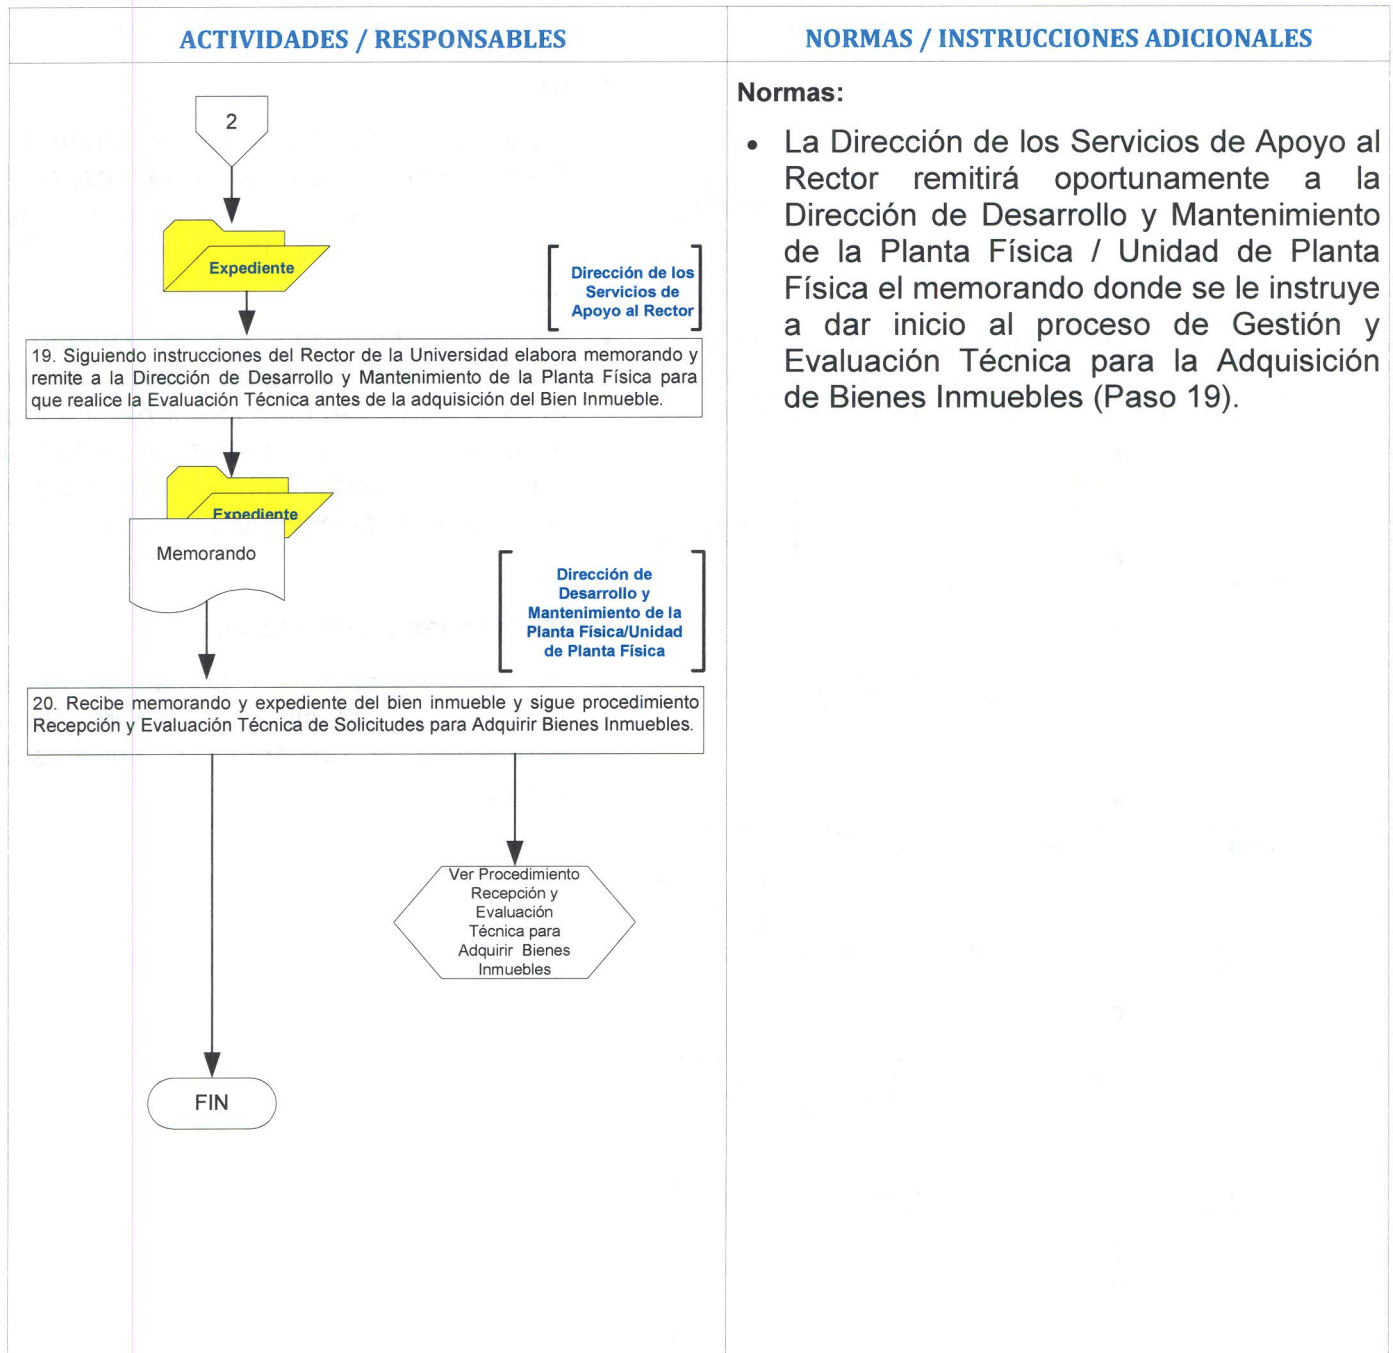 ACTIVIDADES / RESPONSABLES
NORMAS / INSTRUCCIONES ADICIONALES
2
Expediente
Dirección de los
Servicios de
Apoyo al Rector
19. Siguiendo instrucciones del Rector de la Universidad elabora memorando y
remite a la Dirección de Desarrollo y Mantenimiento de la Planta Física para
que realice la Evaluación Técnica antes de la adquisición del Bien Inmueble.
Expediente
Memorando
Dirección de
Desarrollo y
Mantenimiento de la
Planta Física/Unidad
de Planta Física
20. Recibe memorando y expediente del bien inmueble y sigue procedimiento
Recepción y Evaluación Técnica de Solicitudes para Adquirir Bienes Inmuebles.
Ver Procedimiento
Recepción y
Evaluación
Técnica para
Adquirir Bienes
Inmuebles
FIN
Normas:
• La Dirección de los Servicios de Apoyo al
Rector remitirá oportunamente a la
Dirección de Desarrollo y Mantenimiento
de la Planta Física / Unidad de Planta
Física el memorando donde se le instruye
a dar inicio al proceso de Gestión y
Evaluación Técnica para la Adquisición
de Bienes Inmuebles (Paso 19).